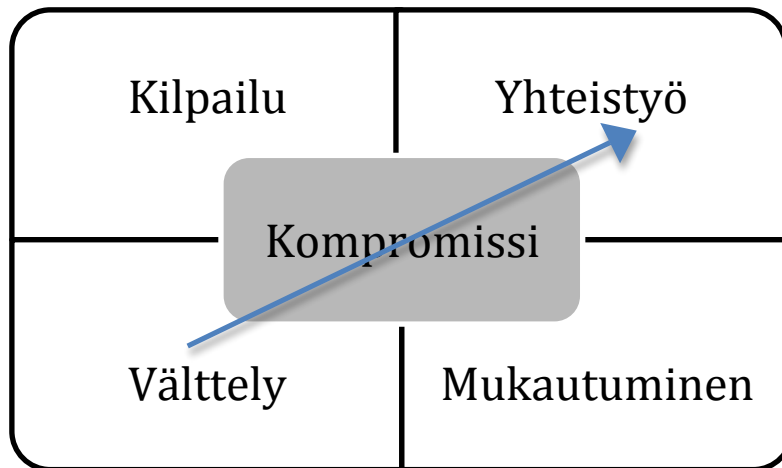 Kilpailu
Yhteistyö
Kompromissi
Välttely
Mukautuminen